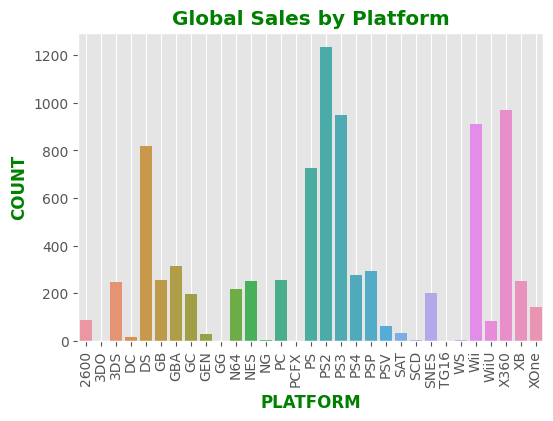 Global Sales by Platform
COUNT
1200
1000
800
600
400
200
0
2600
3DO
3DS
DC
DS
GB
GBA
GC
GEN
GG
N64
NES
NG
PC
PCFX
PS
PS2
PS3
PS4
PSP
PSV
SAT
SCD
SNES
TG16
WS
Wii
WiiU
X360
XB
XOne
PLATFORM